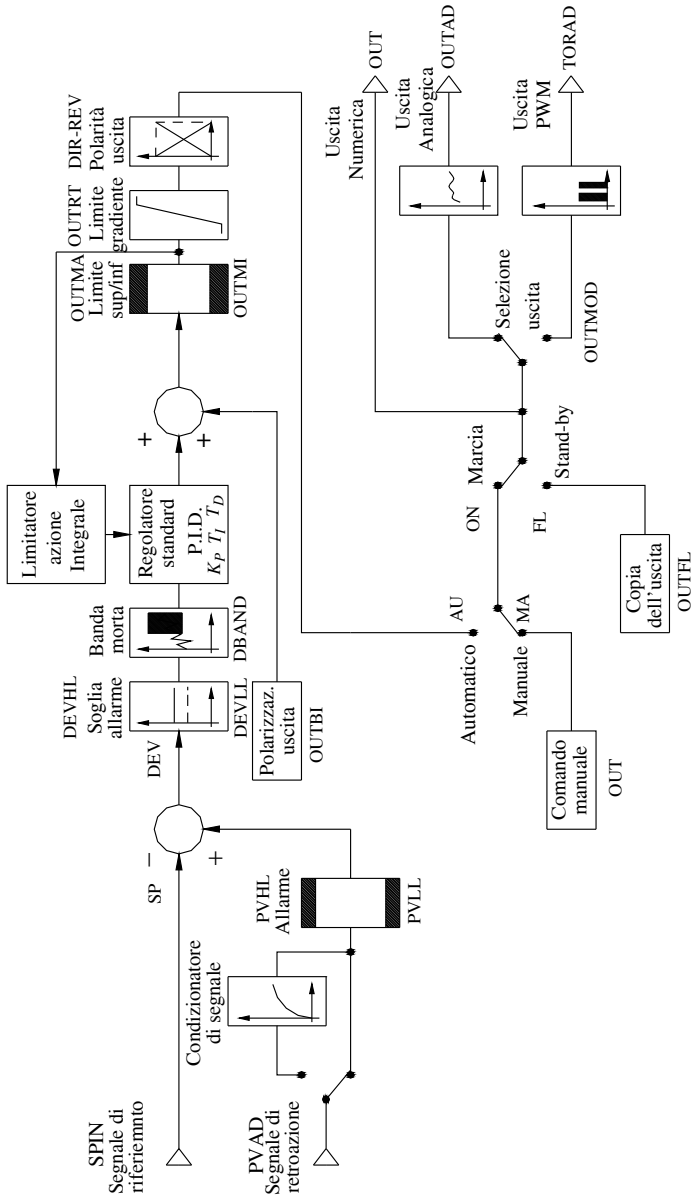 SPIN
Segnale di
riferiemnto
SP
−
+
DEV
DEVHL
Soglia
allarme
DEVLL
Banda
morta
DBAND
Limitatore
azione
Integrale
Regolatore
standard
P.I.D.
K_P T_I T_D
+
+
OUTMA
Limite
sup/inf
OUTMI
OUTRT
Limite
gradiente
DIR-REV
Polarità
uscita
Polarizzaz.
uscita
OUTBI
PVAD
Segnale di
retroazione
Condizionatore
di segnale
PVHL
Allarme
PVLL
Automatico
AU
Manuale
MA
Comando
manuale
OUT
ON
Marcia
FL
Stand-by
Copia
dell'uscita
OUTFL
Selezione
uscita
OUTMOD
Uscita
Numerica
OUT
Uscita
Analogica
OUTAD
Uscita
PWM
TORAD